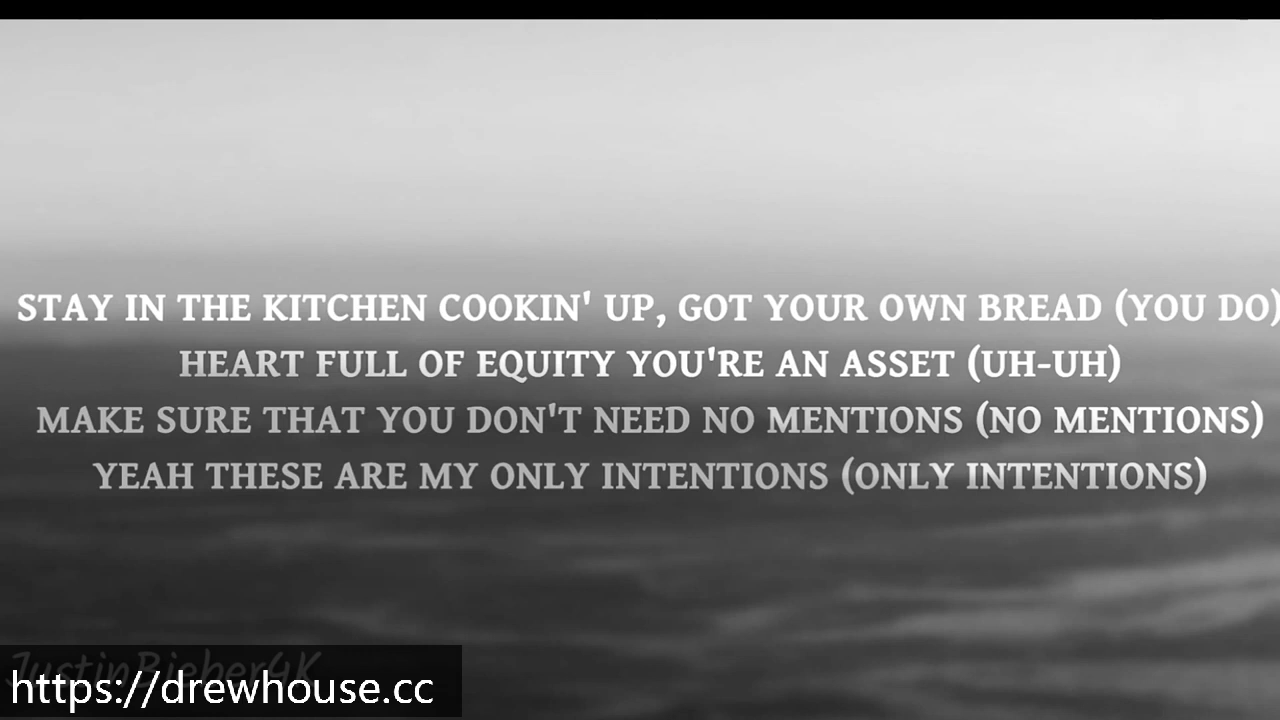 STAY IN THE KITCHEN COOKIN' UP, GOT YOUR OWN BREAD (YOU DO)
HEART FULL OF EQUITY YOU'RE AN ASSET (UH-UH)
MAKE SURE THAT YOU DON'T NEED NO MENTIONS (NO MENTIONS)
YEAH THESE ARE MY ONLY INTENTIONS (ONLY INTENTIONS)
JustinBieber4K
https://drewhouse.cc